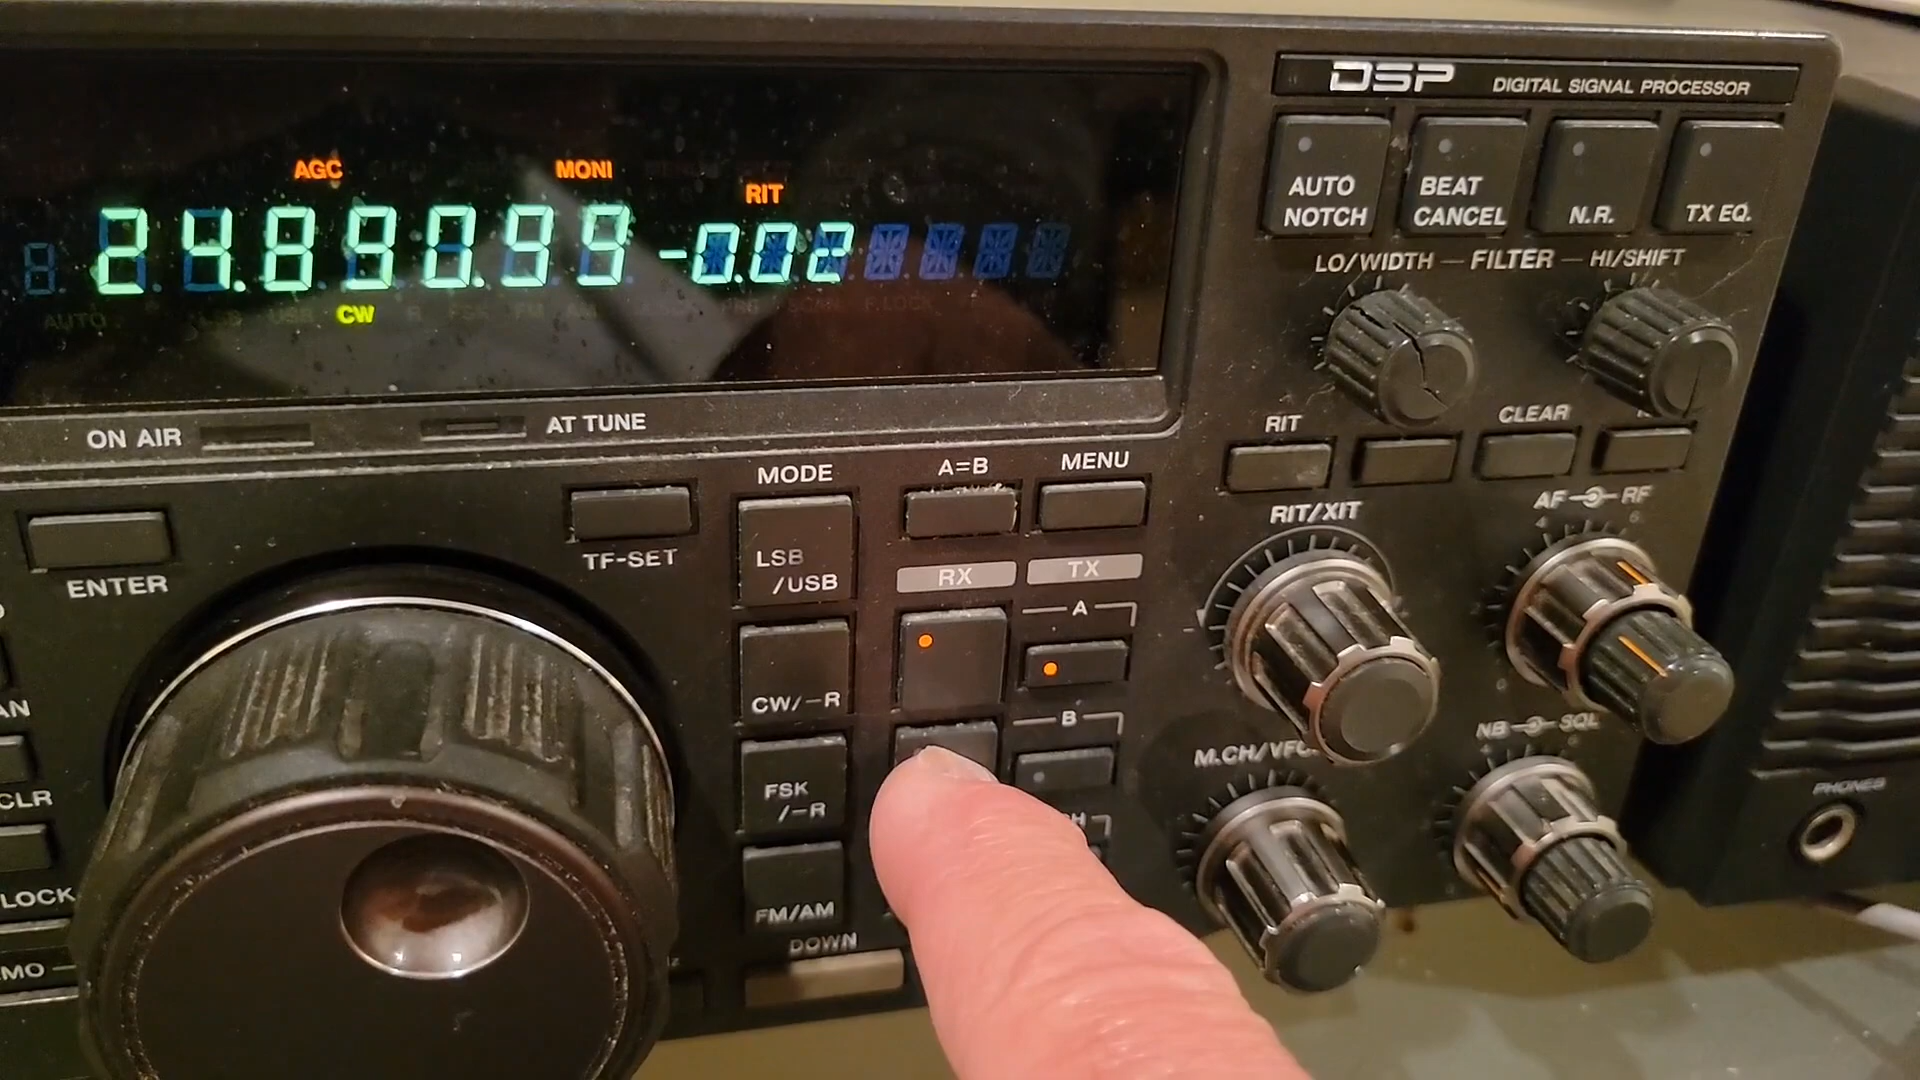 DSP DIGITAL SIGNAL PROCESSOR
AGC MONI
RIT
24.890.99 -0.02
CW
AUTO NOTCH
BEAT CANCEL
N.R.
TX EQ.
LO/WIDTH — FILTER — HI/SHIFT
ON AIR
AT TUNE
RIT
CLEAR
MODE
A=B
MENU
RIT/XIT
AF RF
ENTER
TF-SET
LSB
/USB
RX
TX
A
CW/−R
B
M.CH/VFO
NB SQL
FSK
/−R
CLR
PHONES
LOCK
FM/AM
DOWN